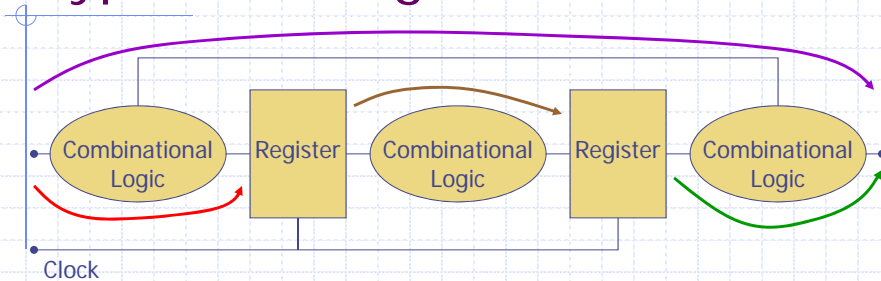 Combinational
Logic
Register
Combinational
Logic
Register
Combinational
Logic
Clock